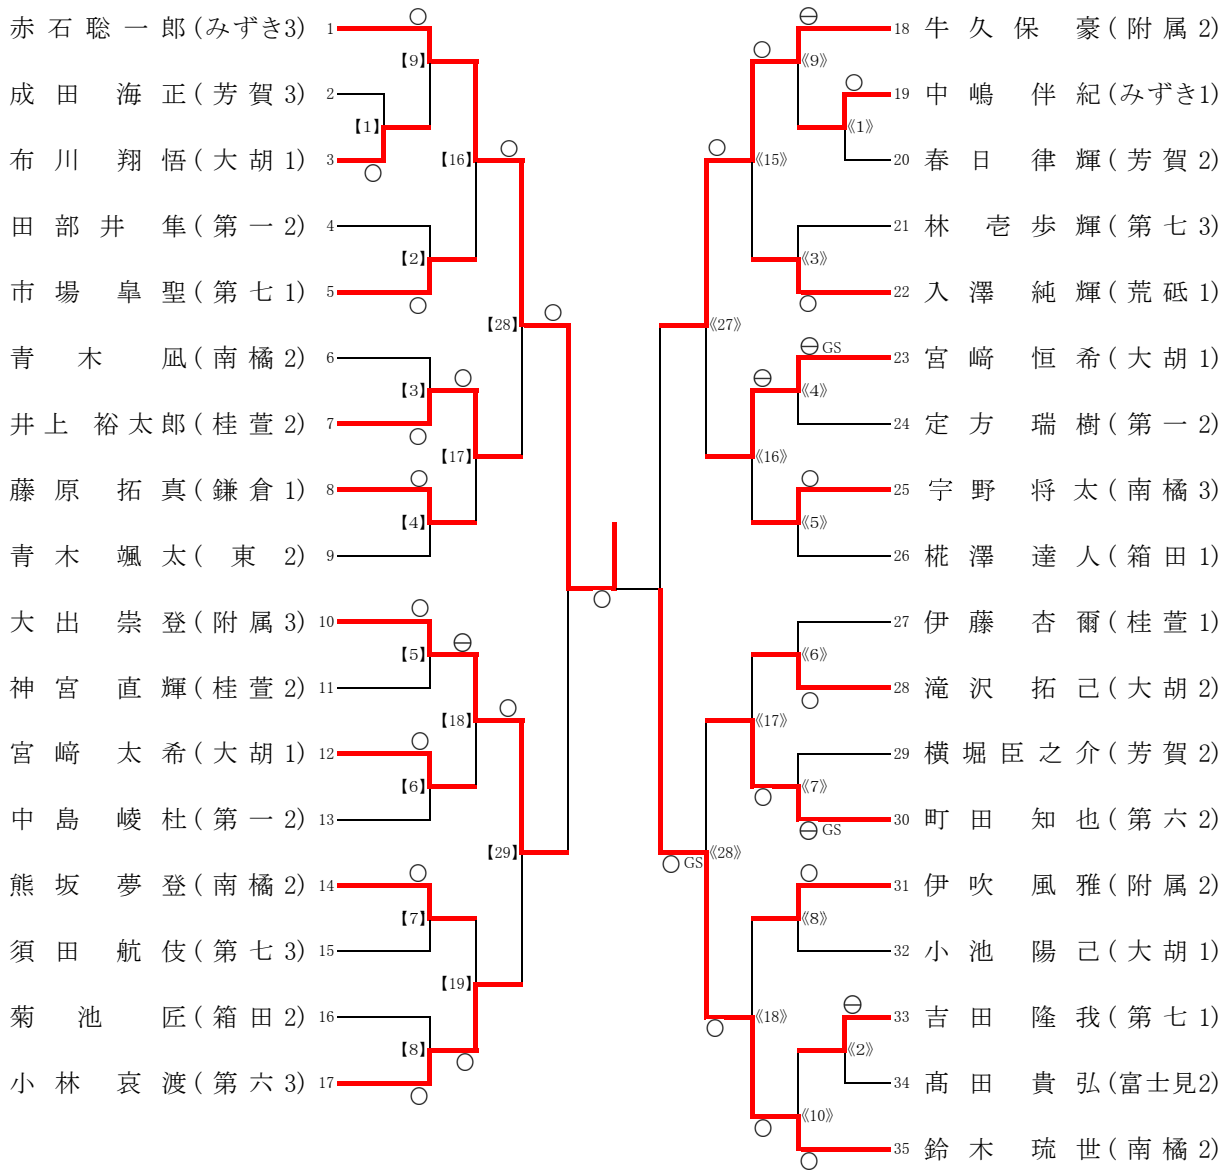 赤石聡一郎(みずき3) 1
成田海正(芳賀3) 2
布川翔悟(大胡1) 3
田部井隼(第一2) 4
市場皐聖(第七1) 5
青木凪(南橘2) 6
井上裕太郎(桂萱2) 7
藤原拓真(鎌倉1) 8
青木颯太(東2) 9
大出崇登(附属3) 10
神宮直輝(桂萱2) 11
宮﨑太希(大胡1) 12
中島崚杜(第一2) 13
熊坂夢登(南橘2) 14
須田航伎(第七3) 15
菊池匠(箱田2) 16
小林哀渡(第六3) 17
【9】
【1】
【16】
【2】
【28】
【3】
【17】
【4】
【5】
【18】
【6】
【29】
【7】
【19】
【8】
18 牛久保豪(附属2)
19 中嶋伴紀(みずき1)
20 春日律輝(芳賀2)
21 林壱歩輝(第七3)
22 入澤純輝(荒砥1)
23 宮﨑恒希(大胡1)
24 定方瑞樹(第一2)
25 宇野将太(南橘3)
26 椛澤達人(箱田1)
27 伊藤杏爾(桂萱1)
28 滝沢拓己(大胡2)
29 横堀臣之介(芳賀2)
30 町田知也(第六2)
31 伊吹風雅(附属2)
32 小池陽己(大胡1)
33 吉田隆我(第七1)
34 髙田貴弘(富士見2)
35 鈴木琉世(南橘2)
《9》
《1》
《15》
《3》
《27》
GS
《4》
《16》
《5》
《6》
《17》
《7》
GS
GS 《28》
《8》
《18》
《2》
《10》